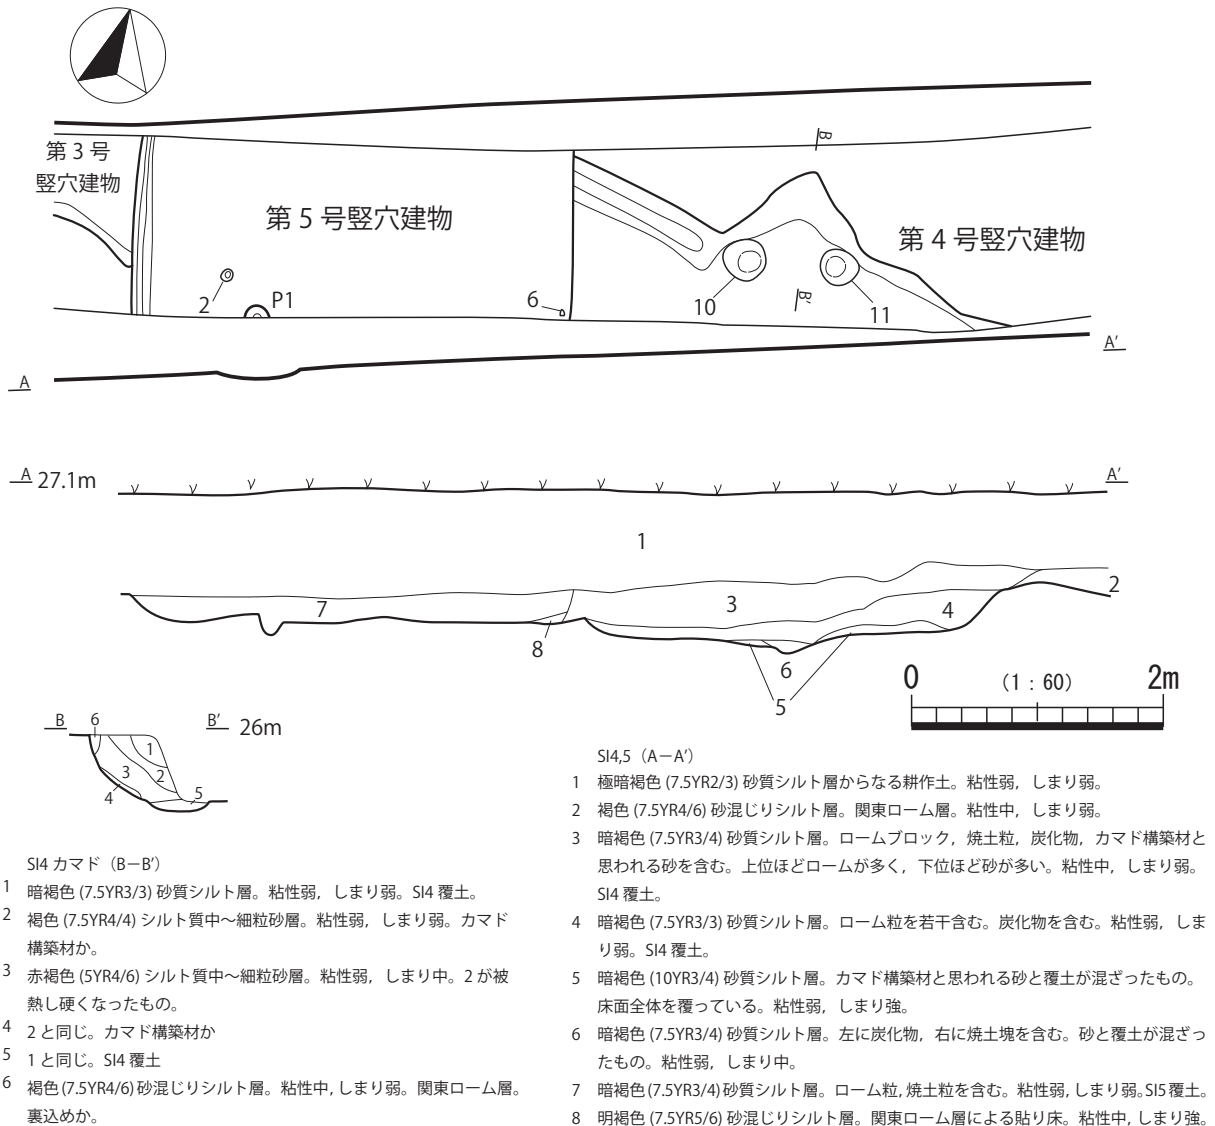 第 3 号
竪穴建物
第 5 号竪穴建物
第 4 号竪穴建物
B
B'
2
P1
6
10
11
A
A'
A 27.1m
A'
1
2
3
4
7
8
6
5
0 （1：60） 2m
B
B' 26m
6
1
3
2
4
5
SI4 カマド（B－B'）
1 暗褐色 (7.5YR3/3) 砂質シルト層。粘性弱，しまり弱。SI4 覆土。
2 褐色 (7.5YR4/4) シルト質中～細粒砂層。粘性弱，しまり弱。カマド
構築材か。
3 赤褐色 (5YR4/6) シルト質中～細粒砂層。粘性弱，しまり中。2 が被
熱し硬くなったもの。
4 2 と同じ。カマド構築材か
5 1 と同じ。SI4 覆土
6 褐色 (7.5YR4/6) 砂混じりシルト層。粘性中，しまり弱。関東ローム層。
裏込めか。
SI4,5（A－A'）
1 極暗褐色 (7.5YR2/3) 砂質シルト層からなる耕作土。粘性弱，しまり弱。
2 褐色 (7.5YR4/6) 砂混じりシルト層。関東ローム層。粘性中，しまり弱。
3 暗褐色 (7.5YR3/4) 砂質シルト層。ロームブロック，焼土粒，炭化物，カマド構築材と
思われる砂を含む。上位ほどロームが多く，下位ほど砂が多い。粘性中，しまり弱。
SI4 覆土。
4 暗褐色 (7.5YR3/3) 砂質シルト層。ローム粒を若干含む。炭化物を含む。粘性弱，しま
り弱。SI4 覆土。
5 暗褐色 (10YR3/4) 砂質シルト層。カマド構築材と思われる砂と覆土が混ざったもの。
床面全体を覆っている。粘性弱，しまり強。
6 暗褐色 (7.5YR3/4) 砂質シルト層。左に炭化物，右に焼土塊を含む。砂と覆土が混ざっ
たもの。粘性弱，しまり中。
7 暗褐色 (7.5YR3/4) 砂質シルト層。ローム粒，焼土粒を含む。粘性弱，しまり弱。SI5 覆土。
8 明褐色 (7.5YR5/6) 砂混じりシルト層。関東ローム層による貼り床。粘性中，しまり強。